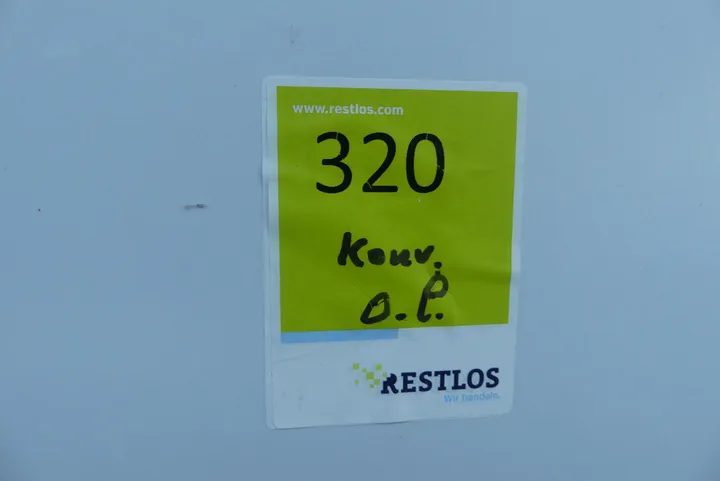 www.restlos.com
320
Konv.
O.P.
RESTLOS
Wir handeln.